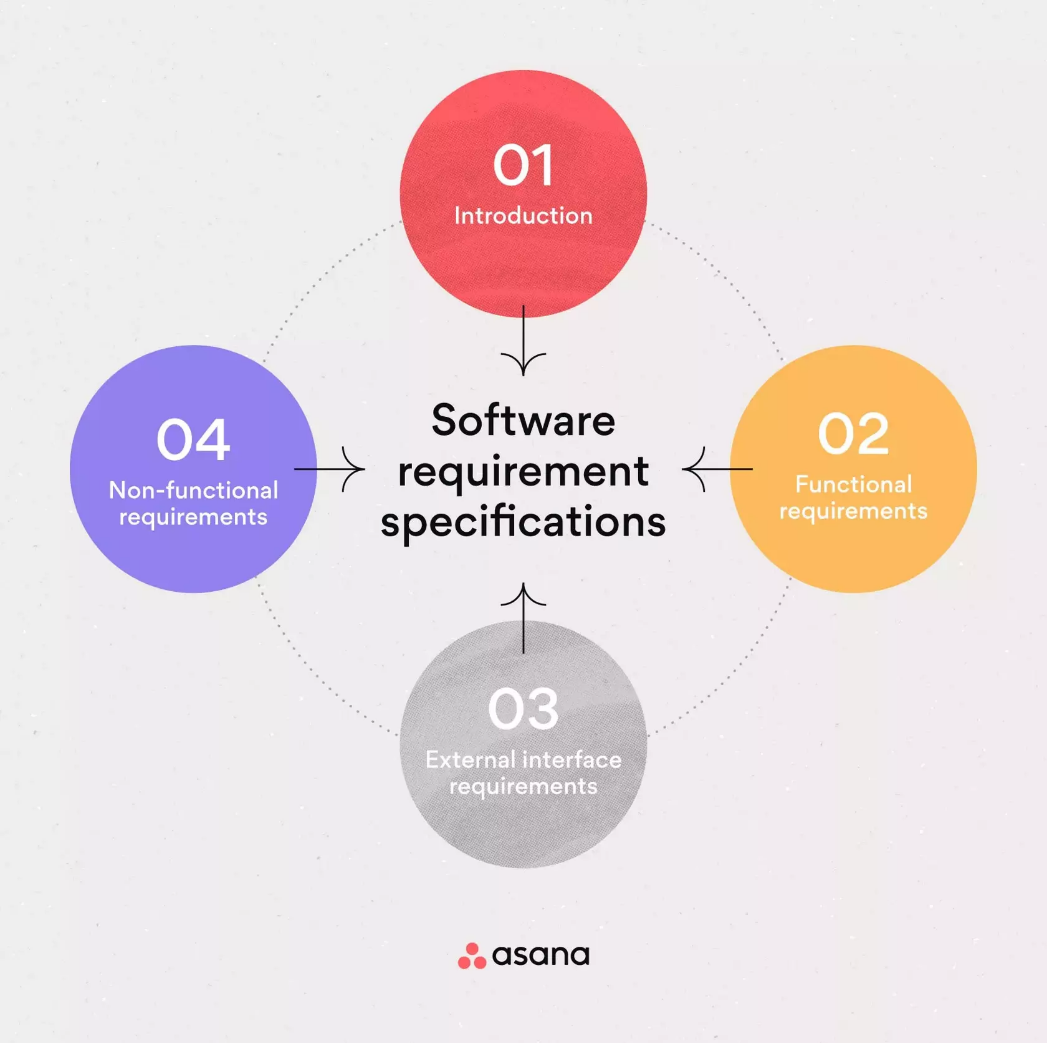 01
Introduction
02
Functional
requirements
Software
requirement
specifications
04
Non-functional
requirements
03
External interface
requirements
asana